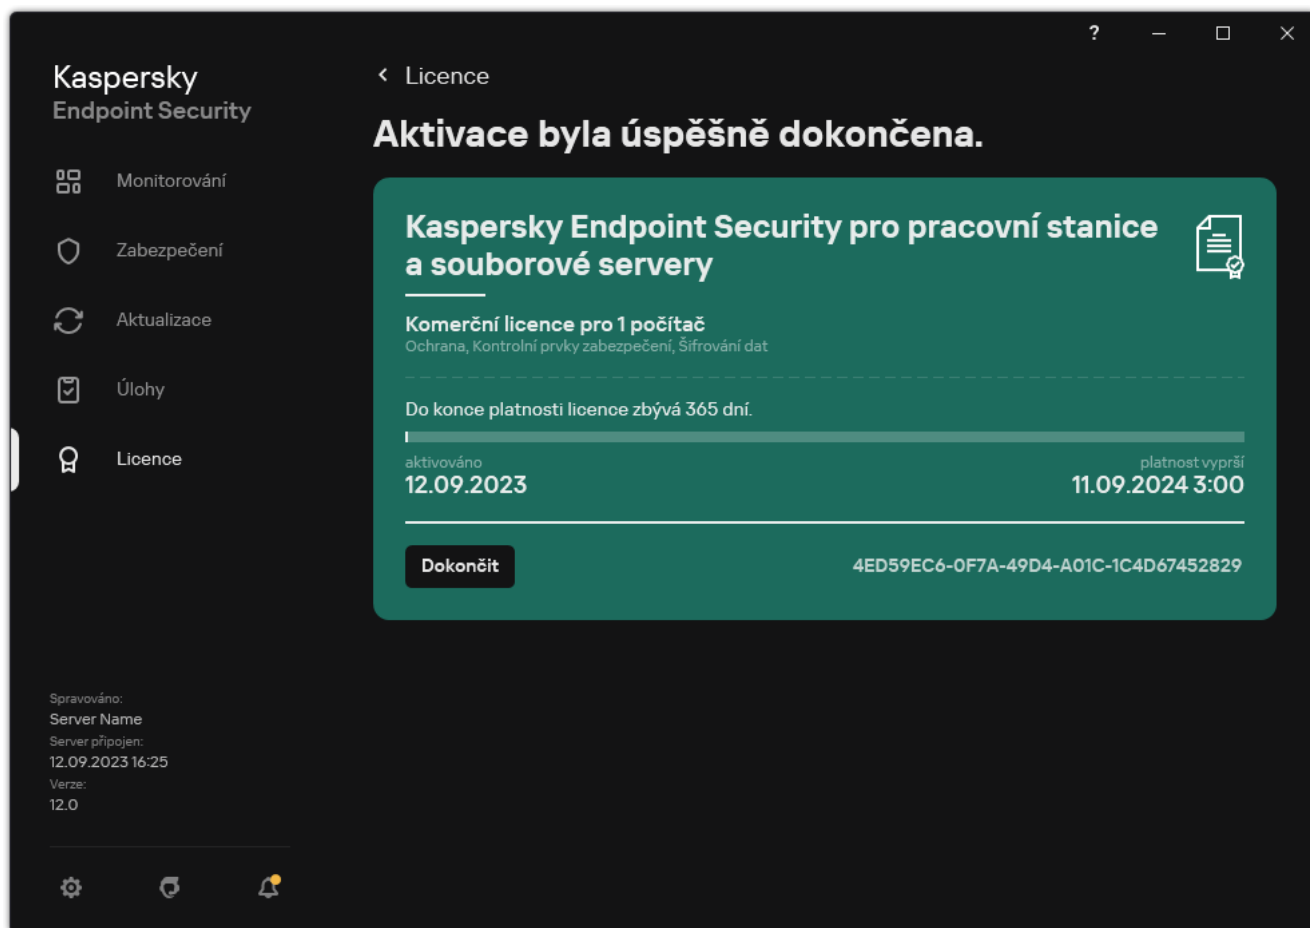 ?
Kaspersky
Endpoint Security
Monitorování
Zabezpečení
Aktualizace
Úlohy
Licence
Spravováno:
Server Name
Server připojen:
12.09.2023 16:25
Verze:
12.0
Licence
Aktivace byla úspěšně dokončena.
Kaspersky Endpoint Security pro pracovní stanice
a souborové servery
Komerční licence pro 1 počítač
Ochrana, Kontrolní prvky zabezpečení, Šifrování dat
Do konce platnosti licence zbývá 365 dní.
aktivováno platnost vyprší
12.09.2023 11.09.2024 3:00
Dokončit 4ED59EC6-0F7A-49D4-A01C-1C4D67452829